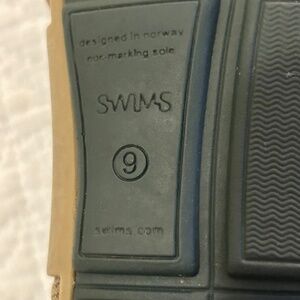 designed in norway
non-marking sole
SWIMS
9
swims.com